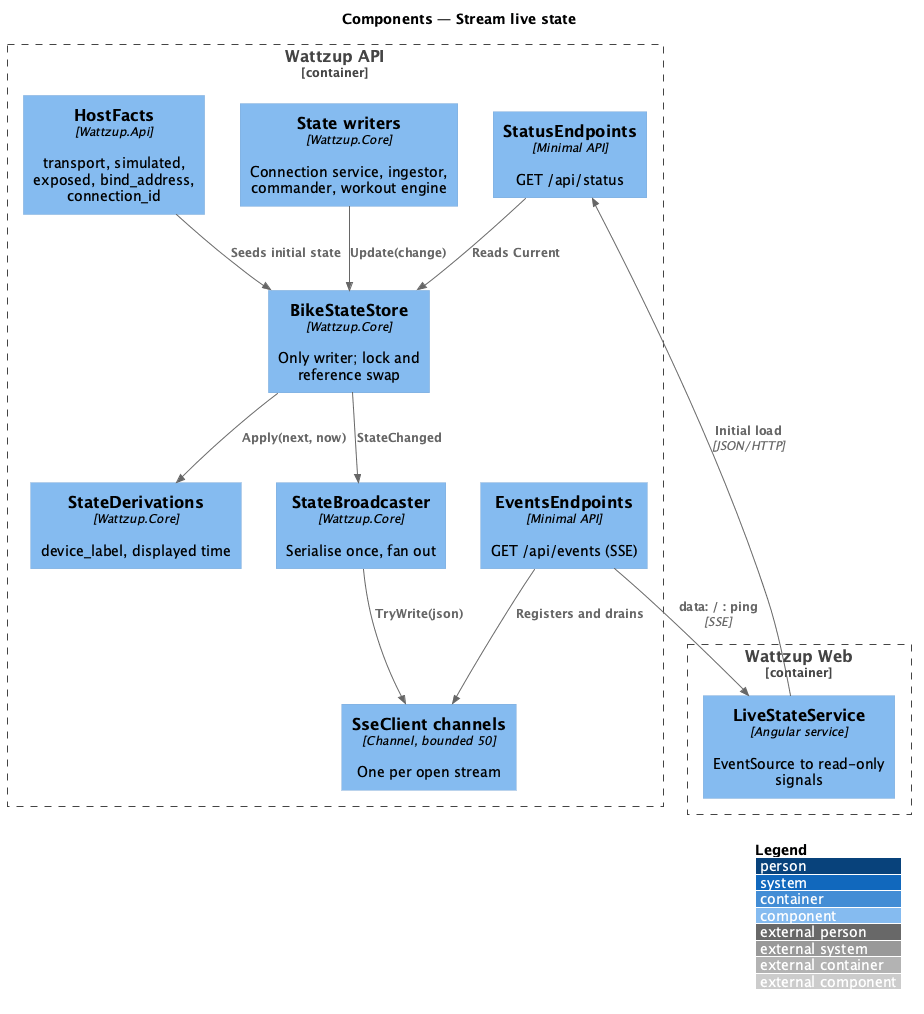 Components — Stream live state
Wattzup API
[container]
HostFacts
[Wattzup.Api]
transport, simulated,
exposed, bind_address,
connection_id
State writers
[Wattzup.Core]
Connection service, ingestor,
commander, workout engine
StatusEndpoints
[Minimal API]
GET /api/status
Seeds initial state
Update(change)
Reads Current
BikeStateStore
[Wattzup.Core]
Only writer; lock and
reference swap
Initial load
[JSON/HTTP]
Apply(next, now)
StateChanged
StateDerivations
[Wattzup.Core]
device_label, displayed time
StateBroadcaster
[Wattzup.Core]
Serialise once, fan out
EventsEndpoints
[Minimal API]
GET /api/events (SSE)
TryWrite(json)
Registers and drains
data: / : ping
[SSE]
Wattzup Web
[container]
SseClient channels
[Channel, bounded 50]
One per open stream
LiveStateService
[Angular service]
EventSource to read-only
signals
Legend
person
system
container
component
external person
external system
external container
external component